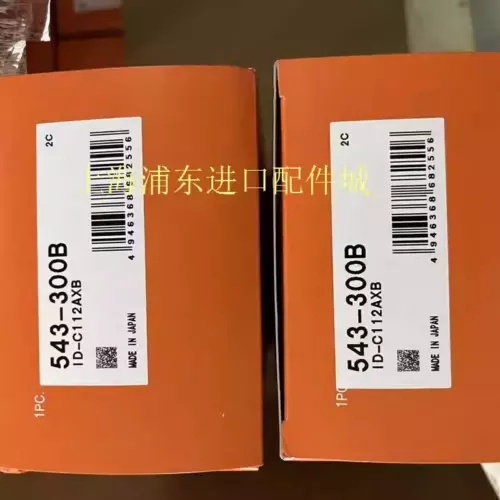 2C
4946368682556
543-300B
ID-C112AXB
MADE IN JAPAN
1PC.
2C
4946368682556
543-300B
ID-C112AXB
MADE IN JAPAN
1PC
上海浦东进口配件城